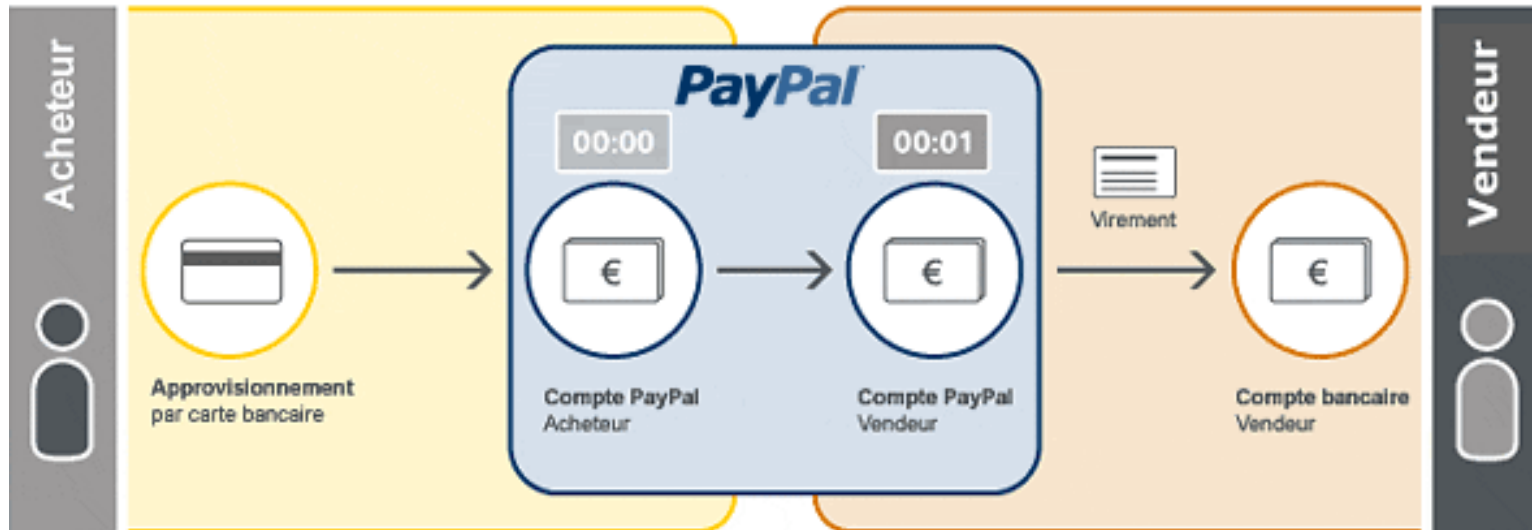 Acheteur
PayPal
00:00
00:01
€
€
€
Virement
Approvisionnement
par carte bancaire
Compte PayPal
Acheteur
Compte PayPal
Vendeur
Compte bancaire
Vendeur
Vendeur